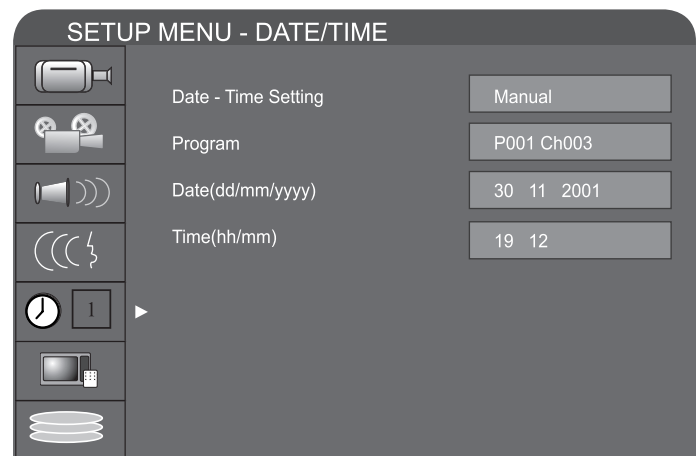 SETUP MENU - DATE/TIME
Date - Time Setting Manual
Program P001 Ch003
Date(dd/mm/yyyy) 30 11 2001
Time(hh/mm) 19 12
1